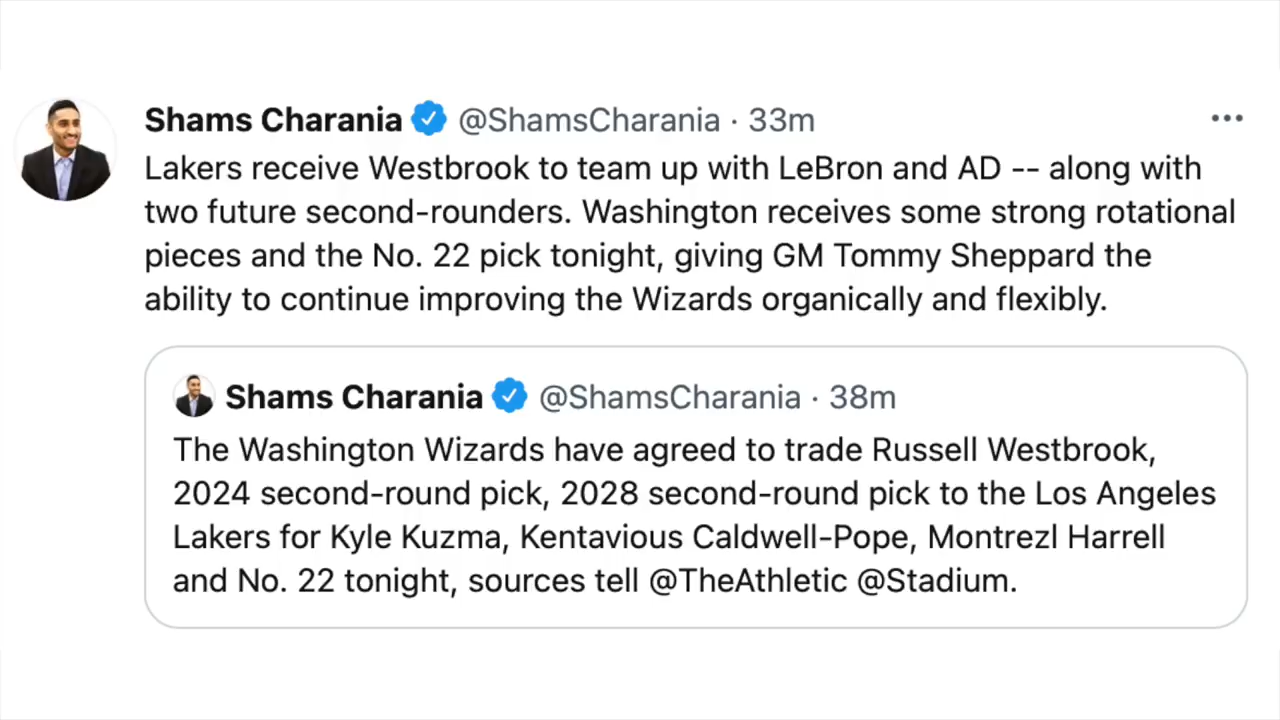 Shams Charania @ShamsCharania · 33m
Lakers receive Westbrook to team up with LeBron and AD -- along with
two future second-rounders. Washington receives some strong rotational
pieces and the No. 22 pick tonight, giving GM Tommy Sheppard the
ability to continue improving the Wizards organically and flexibly.
Shams Charania @ShamsCharania · 38m
The Washington Wizards have agreed to trade Russell Westbrook,
2024 second-round pick, 2028 second-round pick to the Los Angeles
Lakers for Kyle Kuzma, Kentavious Caldwell-Pope, Montrezl Harrell
and No. 22 tonight, sources tell @TheAthletic @Stadium.